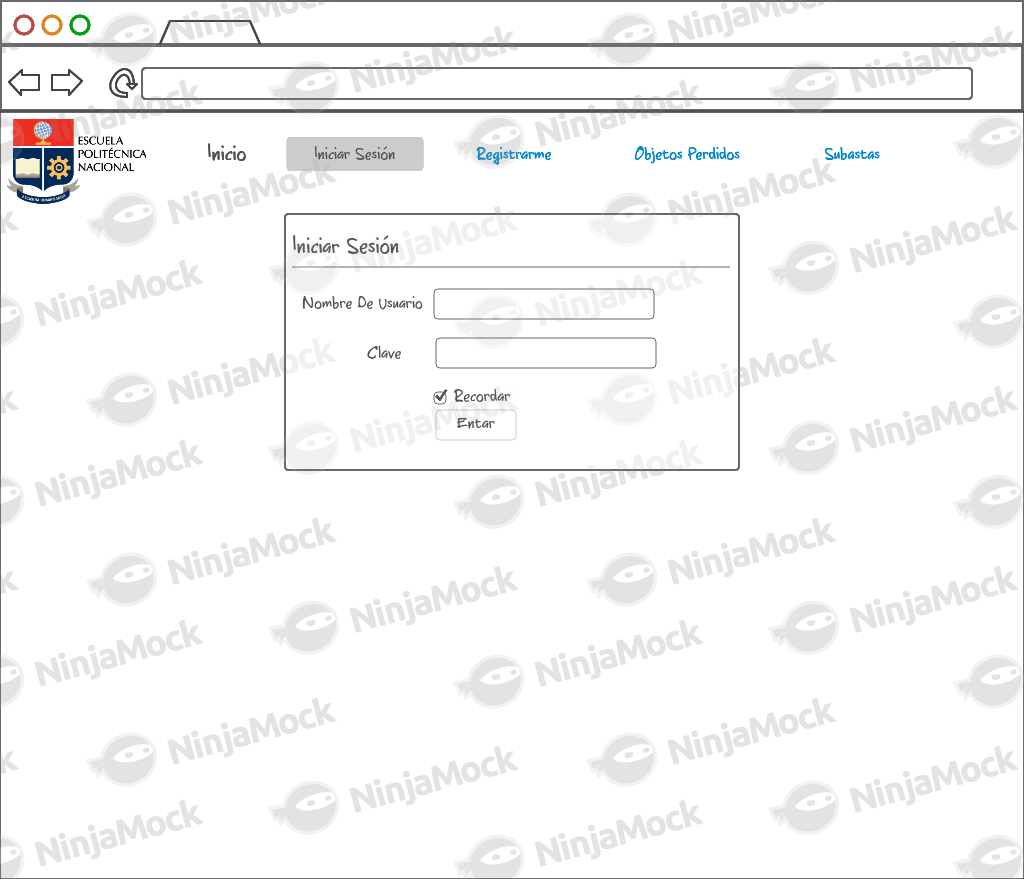 ESCUELA
POLITÉCNICA
NACIONAL
Inicio
Iniciar Sesión
Registrarme
Objetos Perdidos
Subastas
Iniciar Sesión
Nombre De Usuario
Clave
Recordar
Entar
NinjaMock